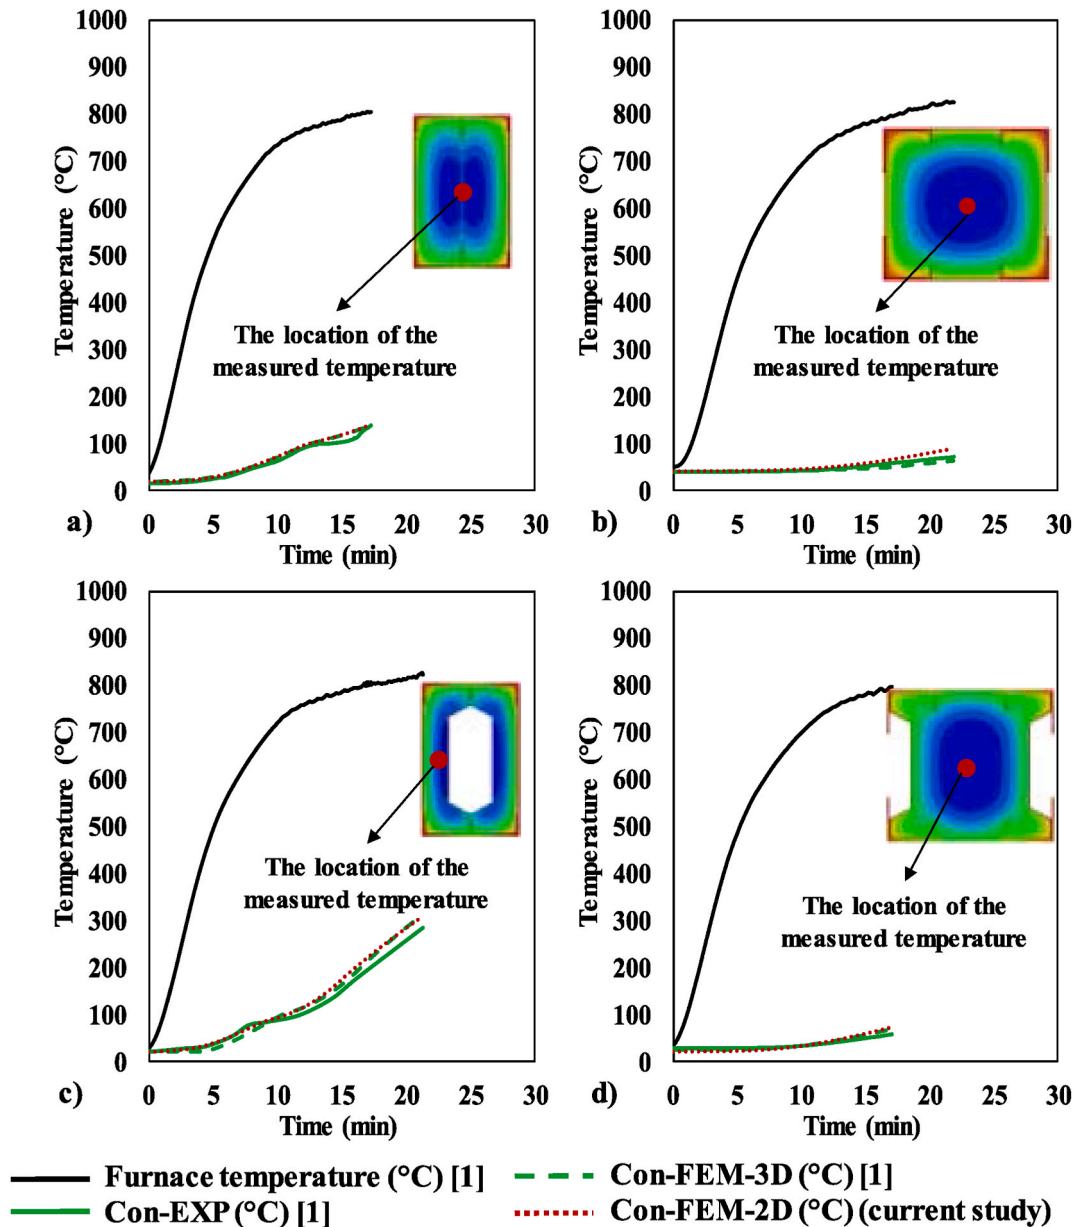 1000
900
800
700
600
500
400
300
200
100
0
Temperature (°C)
The location of the
measured temperature
0 5 10 15 20 25 30
a)
Time (min)
1000
900
800
700
600
500
400
300
200
100
0
Temperature (°C)
The location of the
measured temperature
0 5 10 15 20 25 30
b)
Time (min)
1000
900
800
700
600
500
400
300
200
100
0
Temperature (°C)
The location of the
measured temperature
0 5 10 15 20 25 30
c)
Time (min)
1000
900
800
700
600
500
400
300
200
100
0
Temperature (°C)
The location of the
measured temperature
0 5 10 15 20 25 30
d)
Time (min)
Furnace temperature (°C) [1]
Con-FEM-3D (°C) [1]
Con-EXP (°C) [1]
Con-FEM-2D (°C) (current study)